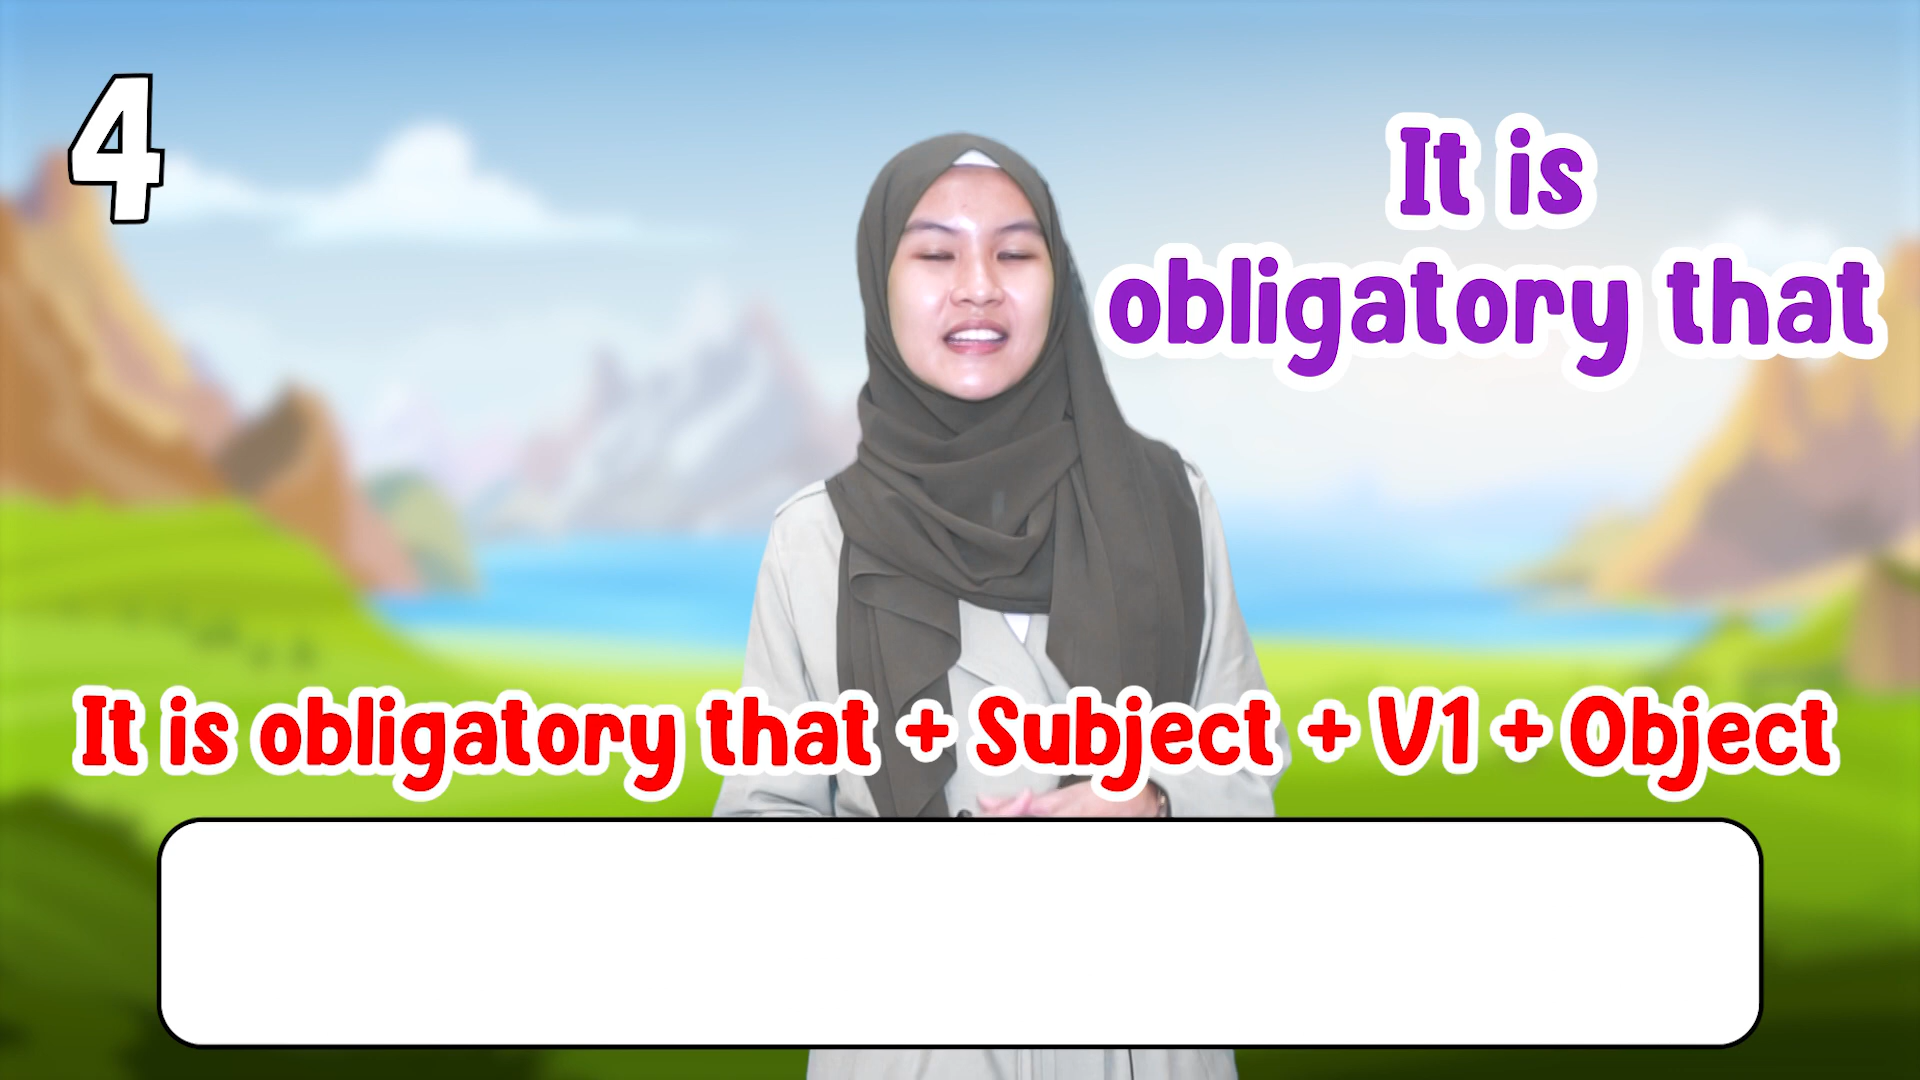 4
It is
obligatory that
It is obligatory that + Subject + V1 + Object